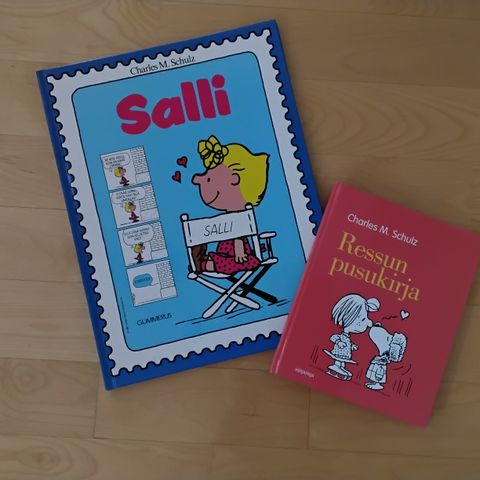 Charles M. Schulz
Salli
SALLI
GUMMERUS
Charles M. Schulz
Ressun
pusukirja